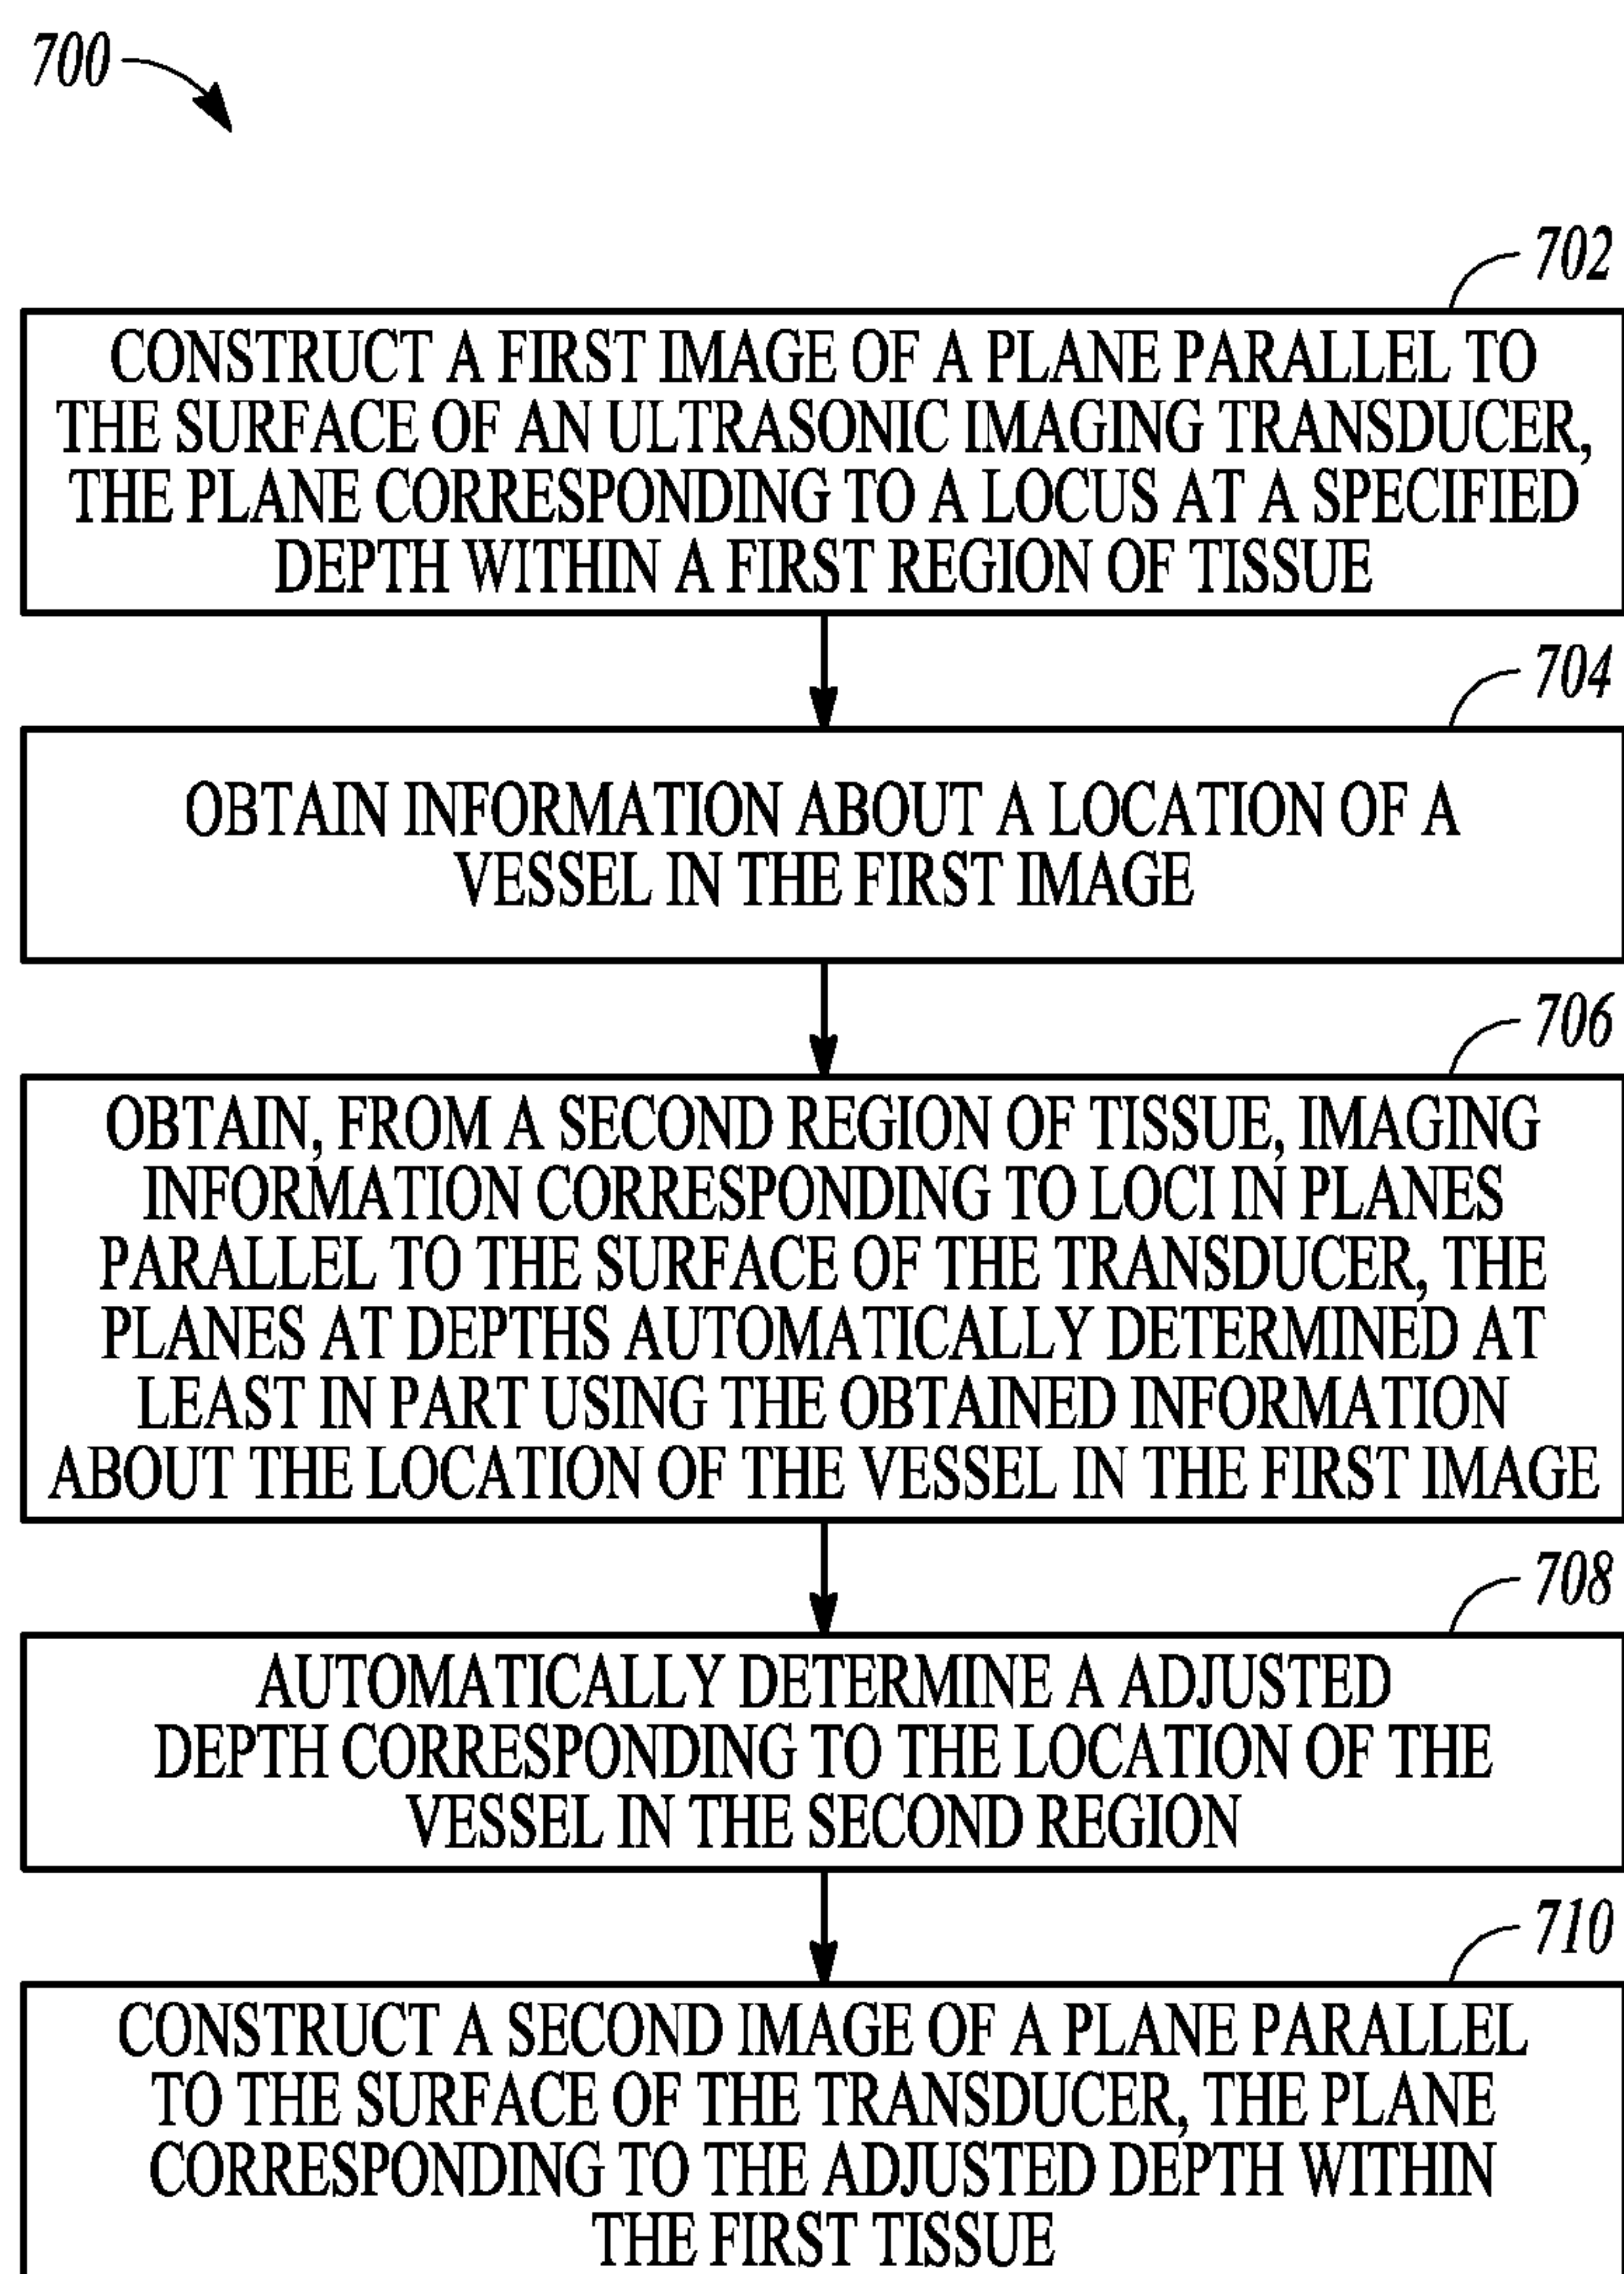 700
702
CONSTRUCT A FIRST IMAGE OF A PLANE PARALLEL TO
THE SURFACE OF AN ULTRASONIC IMAGING TRANSDUCER,
THE PLANE CORRESPONDING TO A LOCUS AT A SPECIFIED
DEPTH WITHIN A FIRST REGION OF TISSUE
704
OBTAIN INFORMATION ABOUT A LOCATION OF A
VESSEL IN THE FIRST IMAGE
706
OBTAIN, FROM A SECOND REGION OF TISSUE, IMAGING
INFORMATION CORRESPONDING TO LOCI IN PLANES
PARALLEL TO THE SURFACE OF THE TRANSDUCER, THE
PLANES AT DEPTHS AUTOMATICALLY DETERMINED AT
LEAST IN PART USING THE OBTAINED INFORMATION
ABOUT THE LOCATION OF THE VESSEL IN THE FIRST IMAGE
708
AUTOMATICALLY DETERMINE A ADJUSTED
DEPTH CORRESPONDING TO THE LOCATION OF THE
VESSEL IN THE SECOND REGION
710
CONSTRUCT A SECOND IMAGE OF A PLANE PARALLEL
TO THE SURFACE OF THE TRANSDUCER, THE PLANE
CORRESPONDING TO THE ADJUSTED DEPTH WITHIN
THE FIRST TISSUE